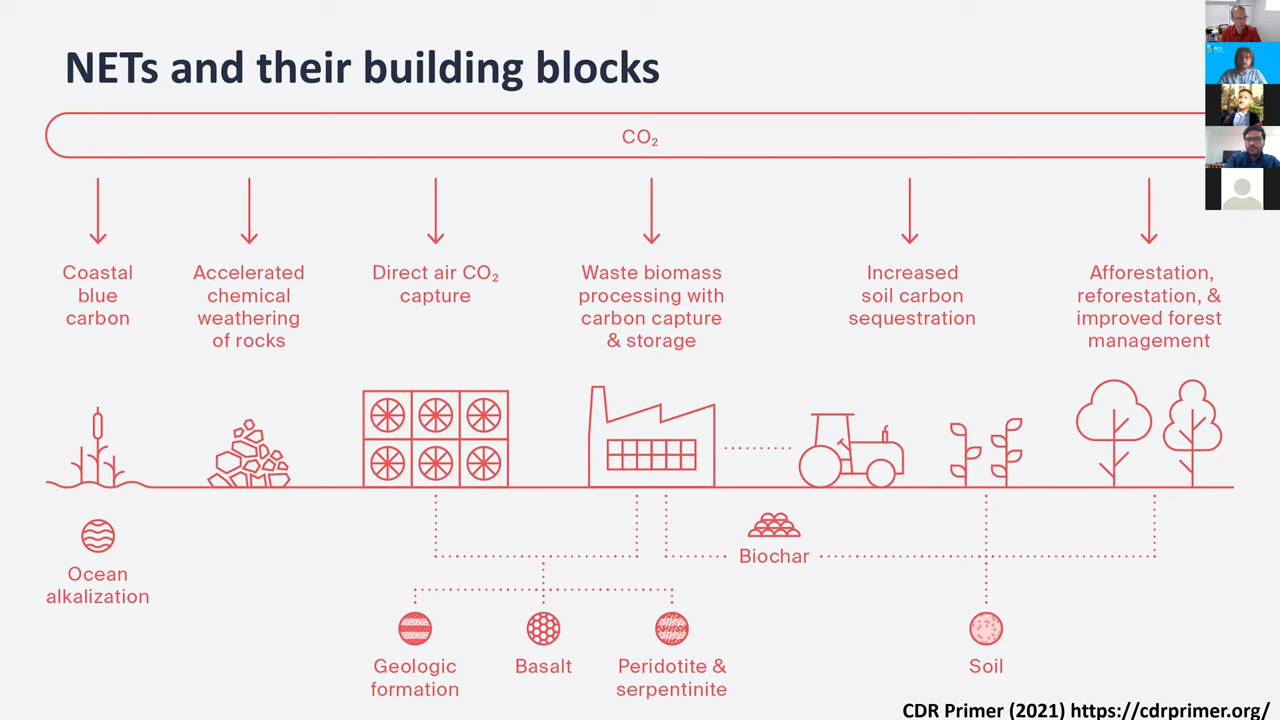 NETs and their building blocks
CO₂
Coastal
blue
carbon
Accelerated
chemical
weathering
of rocks
Direct air CO₂
capture
Waste biomass
processing with
carbon capture
& storage
Increased
soil carbon
sequestration
Afforestation,
reforestation, &
improved forest
management
Ocean
alkalization
Biochar
Geologic
formation
Basalt
Peridotite &
serpentinite
Soil
CDR Primer (2021) https://cdrprimer.org/